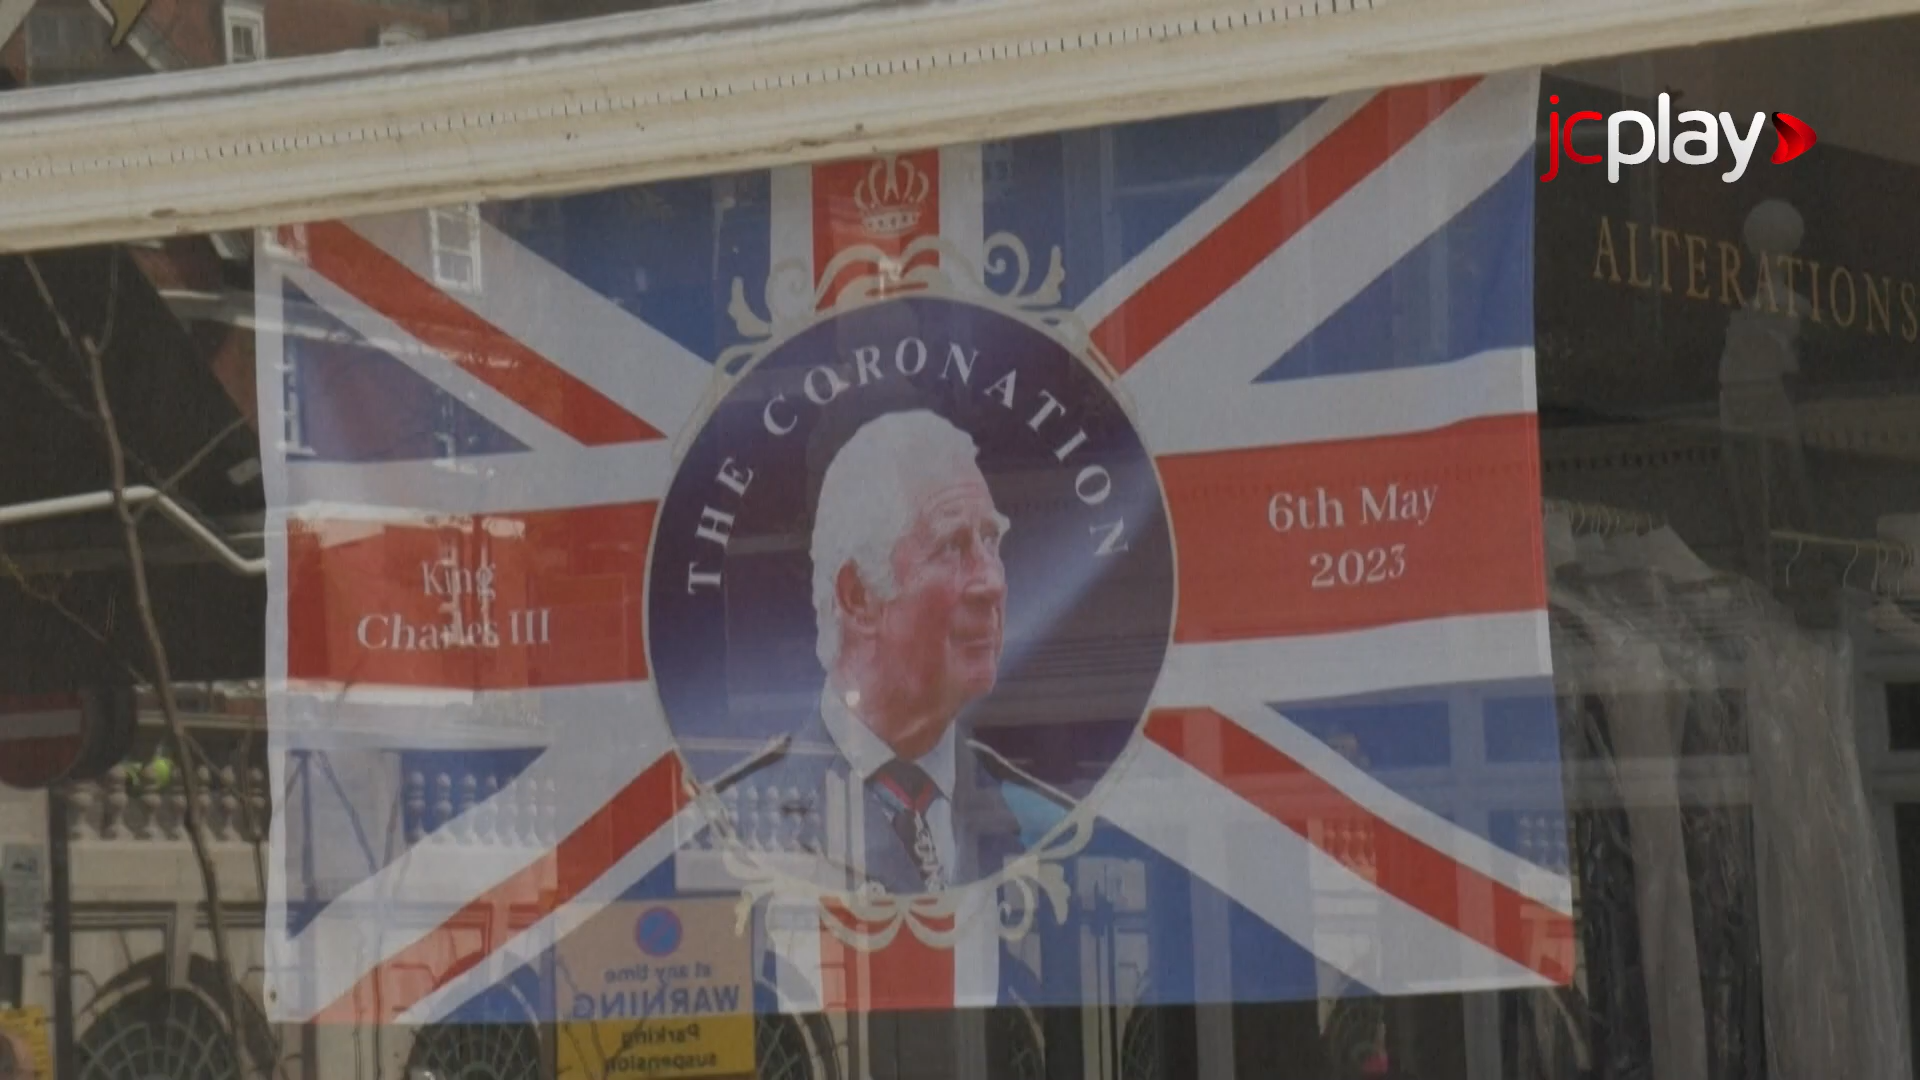 jcplay
ALTERATIONS
THE CORONATION
King
Charles III
6th May
2023
at any time
WARNING
Parking
suspension